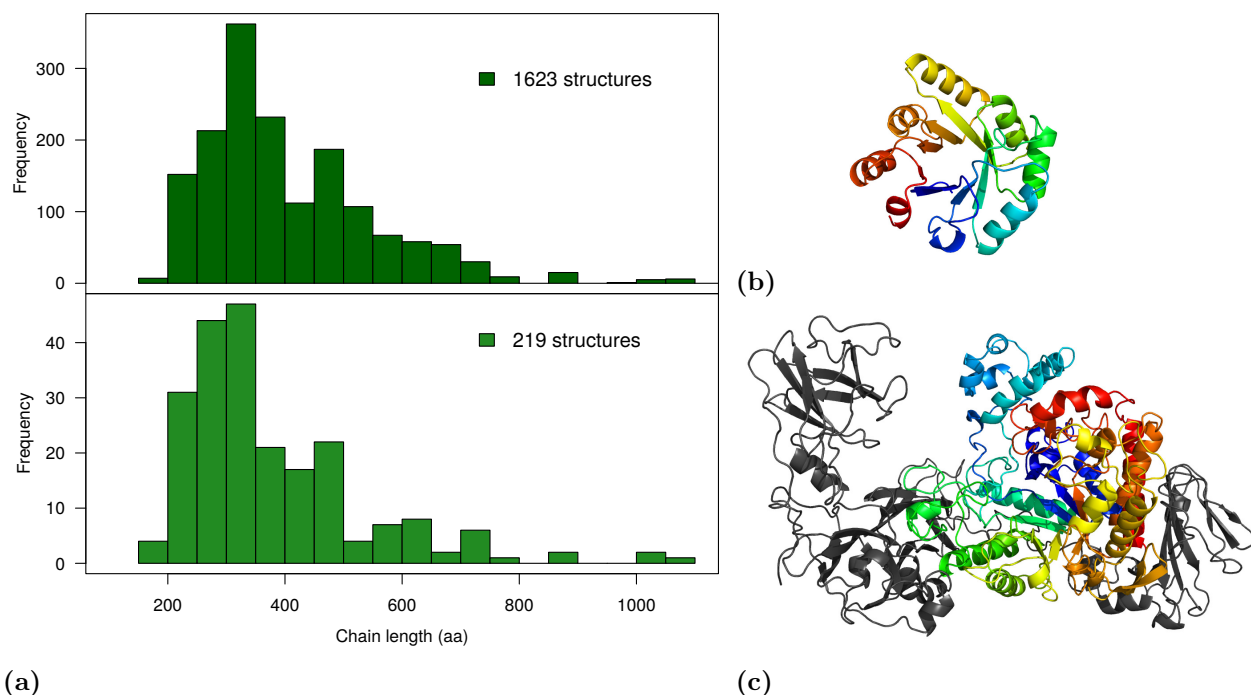 300
200
100
0
Frequency
1623 structures
40
30
20
10
0
Frequency
219 structures
200 400 600 800 1000
Chain length (aa)
(a)
(b)
(c)